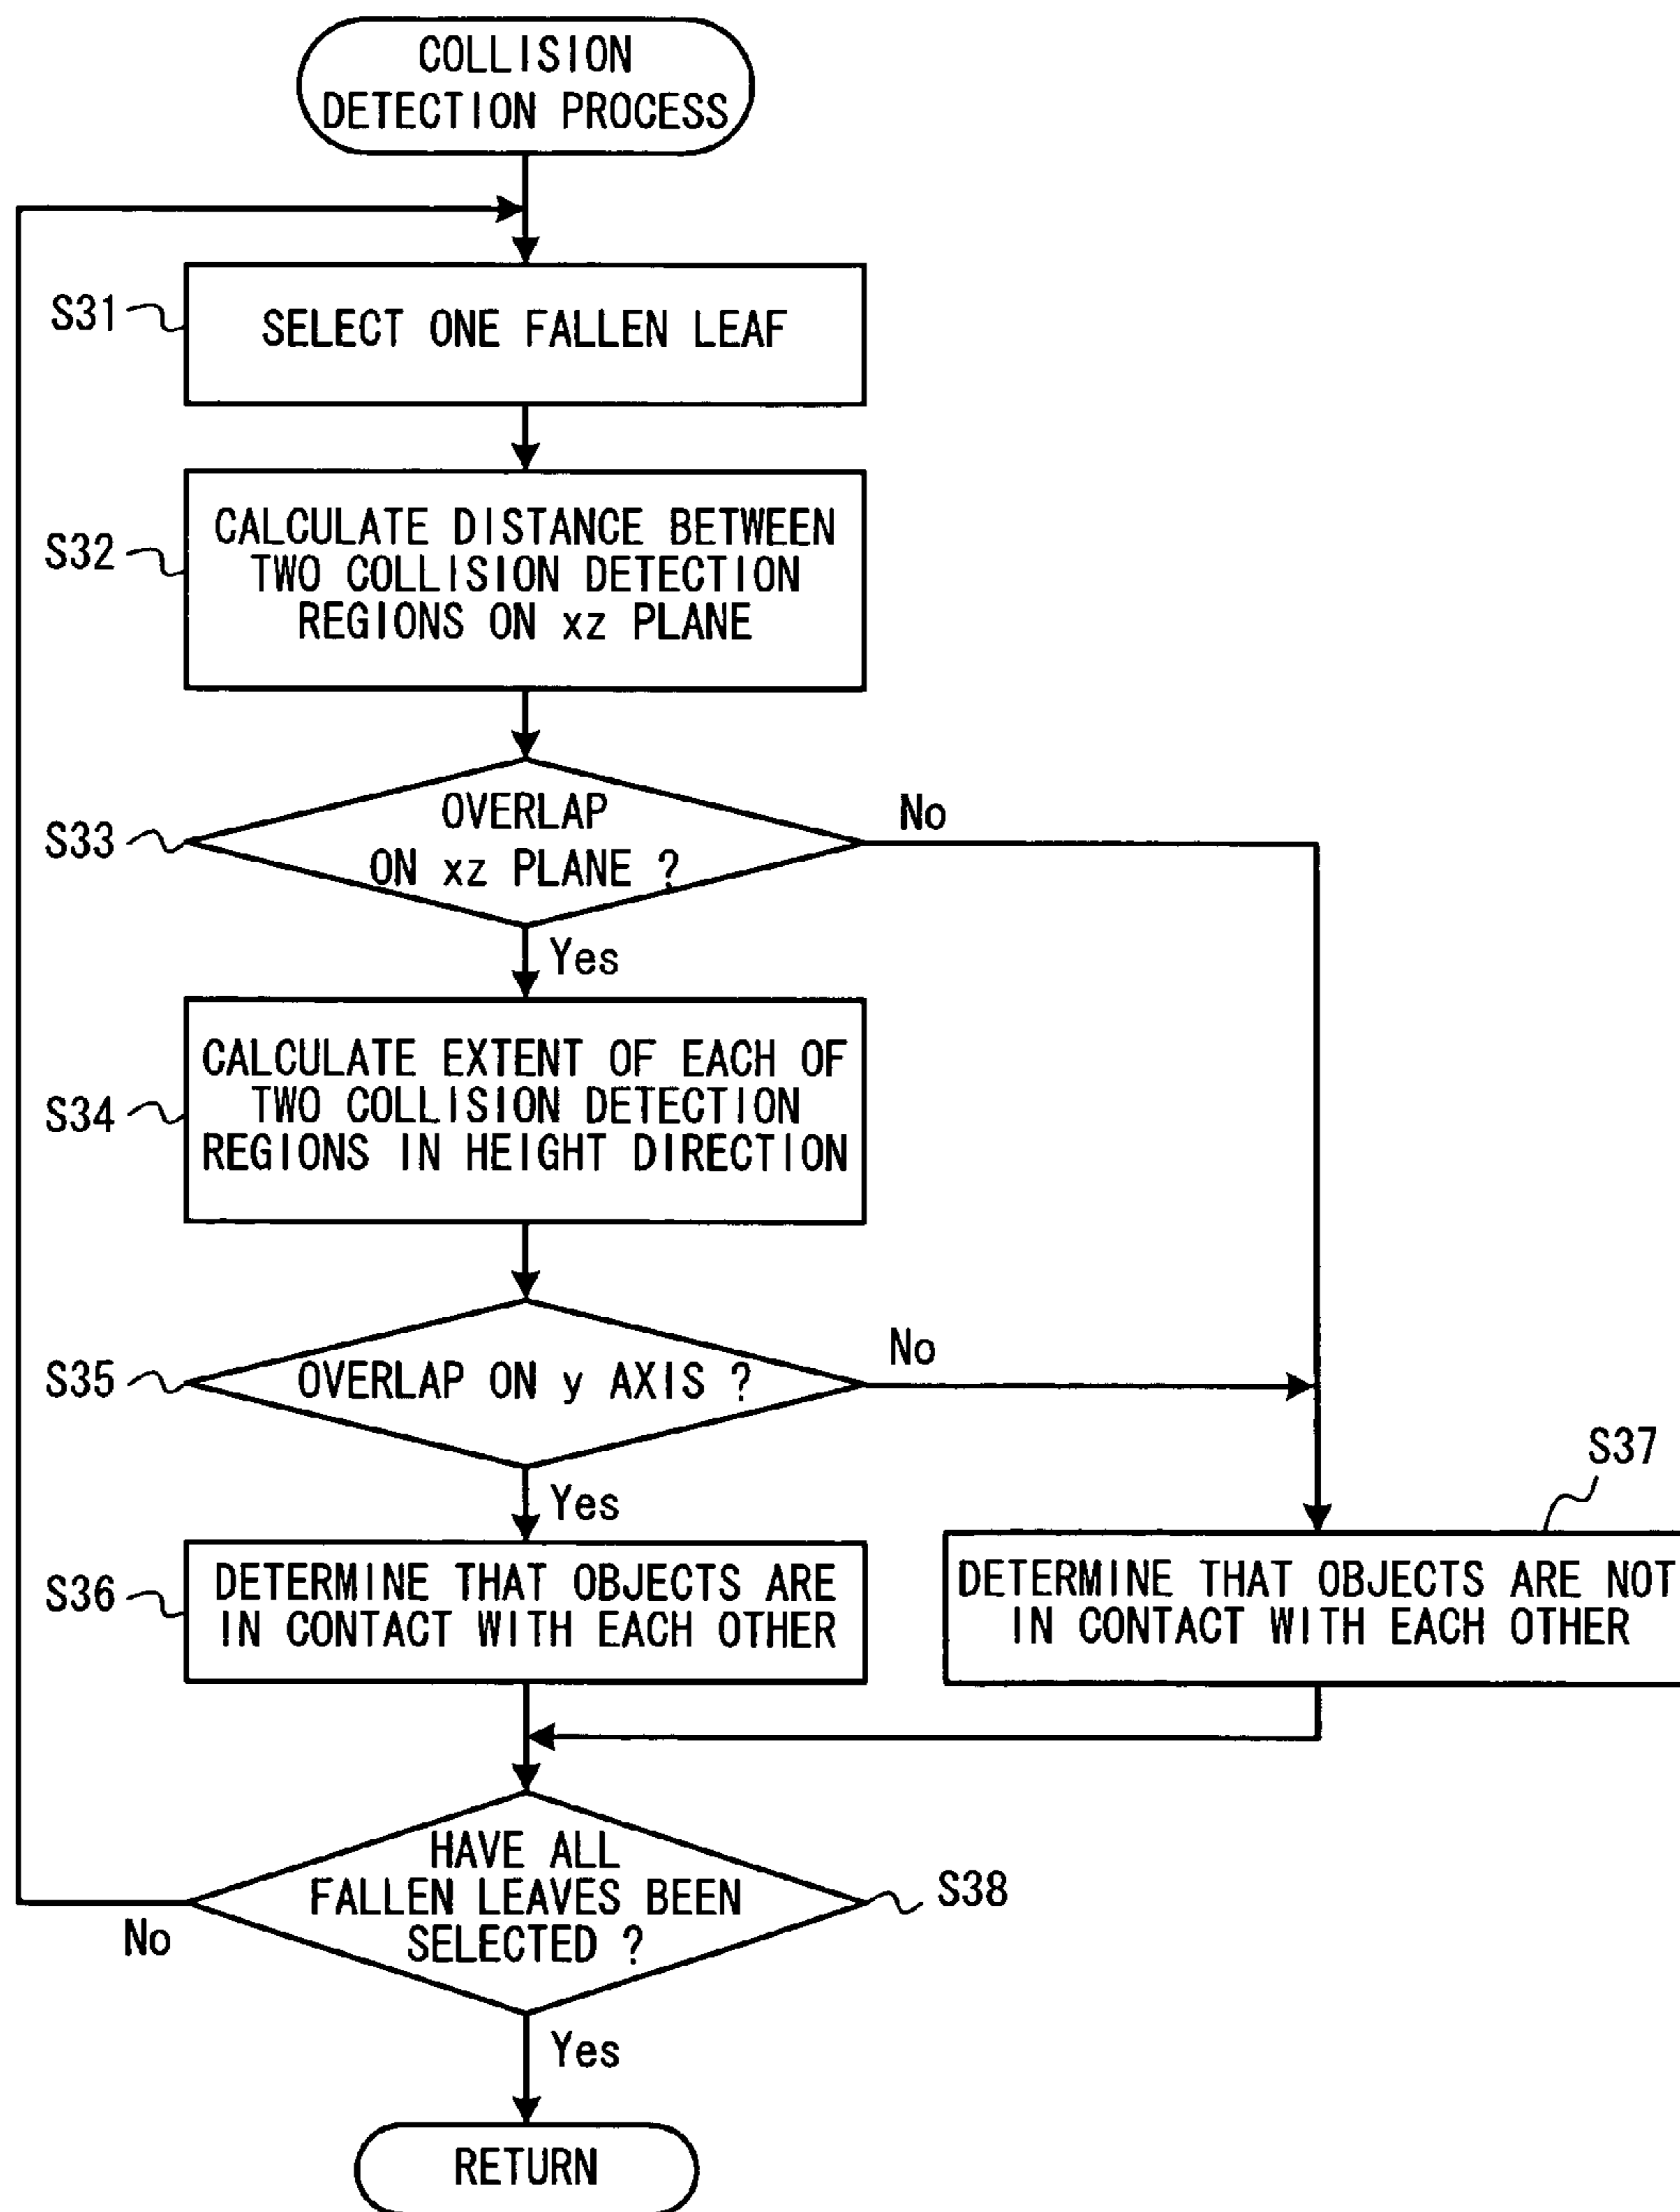 COLLISION
DETECTION PROCESS
S31
SELECT ONE FALLEN LEAF
S32
CALCULATE DISTANCE BETWEEN
TWO COLLISION DETECTION
REGIONS ON xz PLANE
S33
OVERLAP
ON xz PLANE ?
No
Yes
S34
CALCULATE EXTENT OF EACH OF
TWO COLLISION DETECTION
REGIONS IN HEIGHT DIRECTION
S35
OVERLAP ON y AXIS ?
No
Yes
S36
DETERMINE THAT OBJECTS ARE
IN CONTACT WITH EACH OTHER
S37
DETERMINE THAT OBJECTS ARE NOT
IN CONTACT WITH EACH OTHER
HAVE ALL
FALLEN LEAVES BEEN
SELECTED ?
S38
No
Yes
RETURN